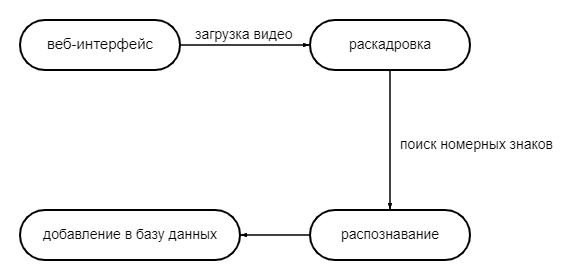 веб-интерфейс
загрузка видео
раскадровка
поиск номерных знаков
добавление в базу данных
распознавание